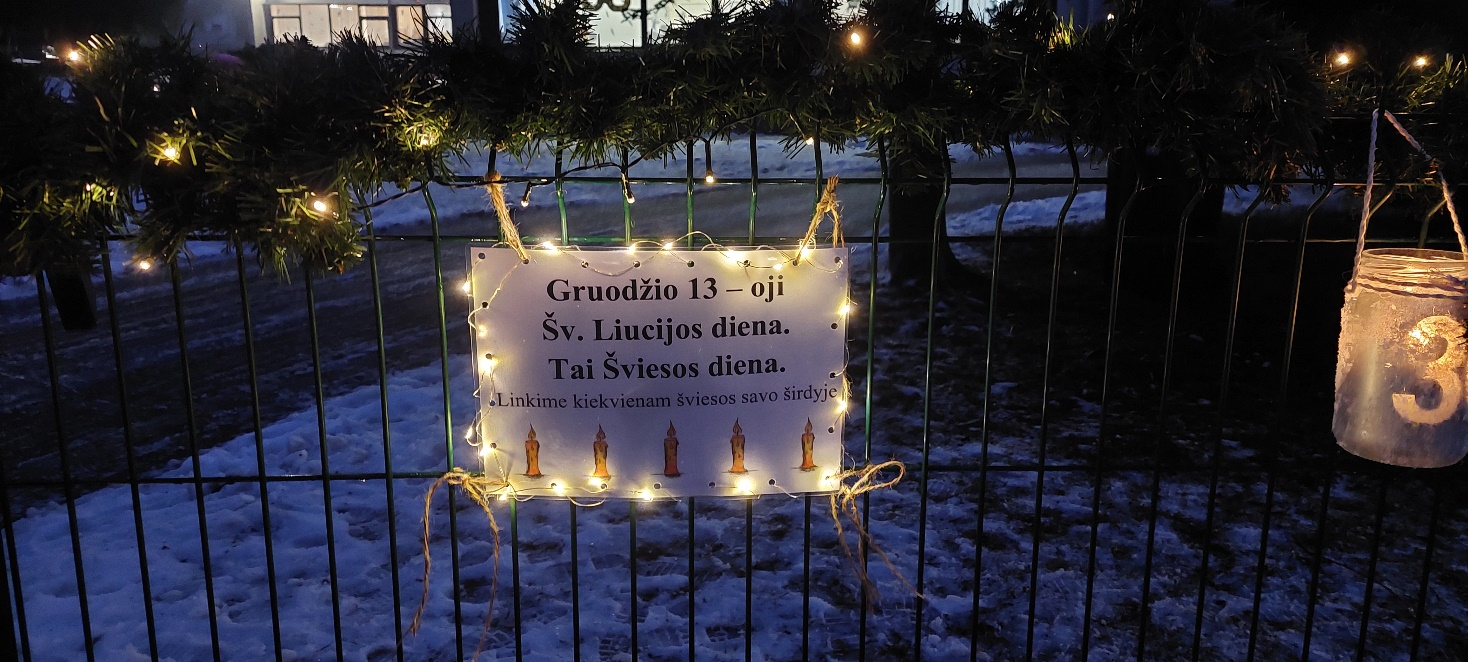 Gruodžio 13 – oji
Šv. Liucijos diena.
Tai Šviesos diena.
Linkime kiekvienam šviesos savo širdyje
3